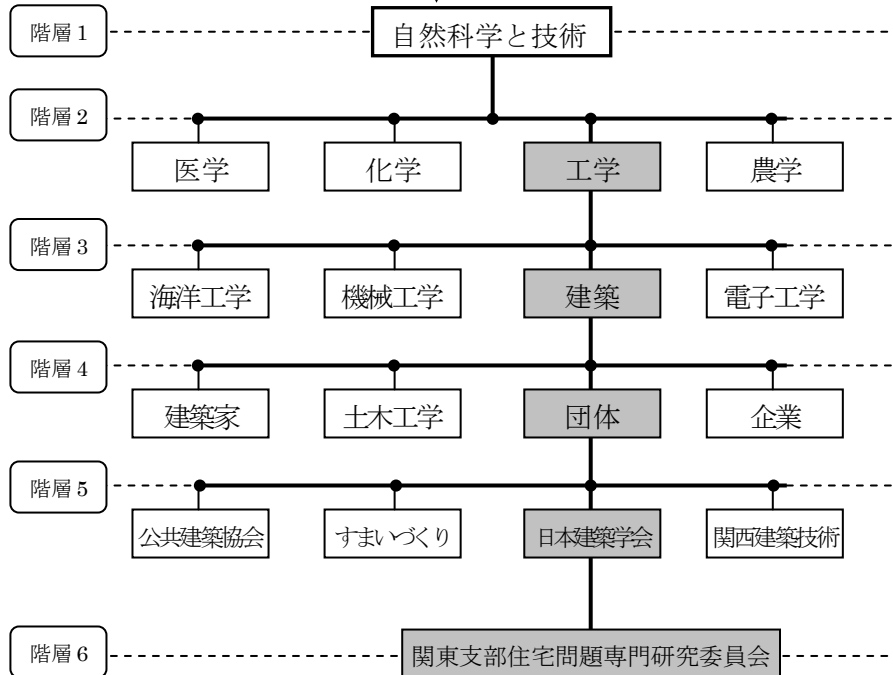 階層1
自然科学と技術
階層2
医学
化学
工学
農学
階層3
海洋工学
機械工学
建築
電子工学
階層4
建築家
土木工学
団体
企業
階層5
公共建築協会
すまいづくり
日本建築学会
関西建築技術
階層6
関東支部住宅問題専門研究委員会